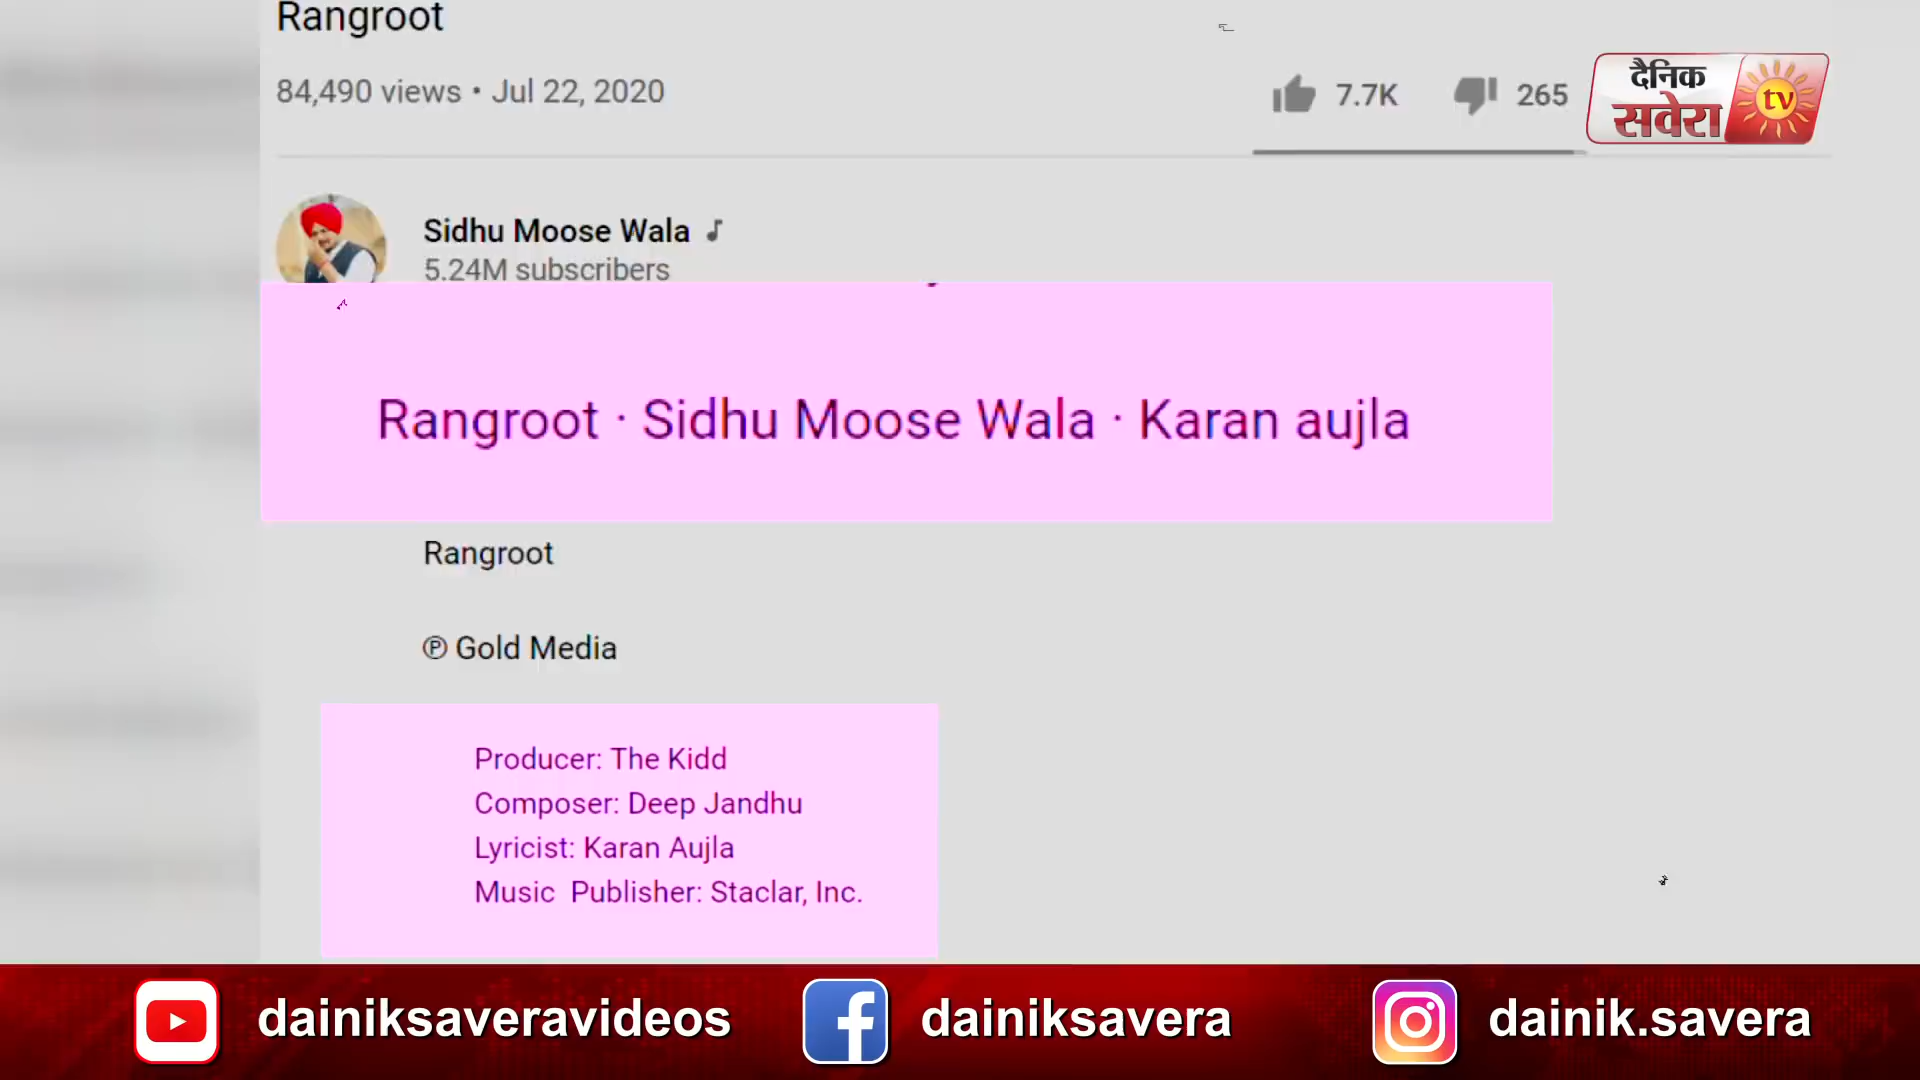 Rangroot
84,490 views • Jul 22, 2020
7.7K
265
दैनिक
सवेरा
tv
Sidhu Moose Wala
5.24M subscribers
Rangroot · Sidhu Moose Wala · Karan aujla
Rangroot
℗ Gold Media
Producer: The Kidd
Composer: Deep Jandhu
Lyricist: Karan Aujla
Music Publisher: Staclar, Inc.
dainiksaveravideos
dainiksavera
dainik.savera